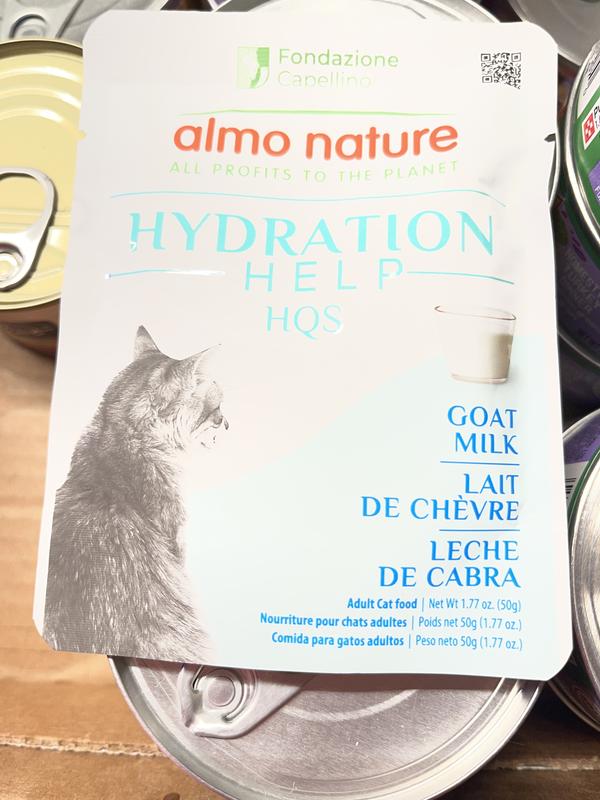 Fondazione
Capellino
almo nature
ALL PROFITS TO THE PLANET
HYDRATION
HELP
HQS
GOAT
MILK
LAIT
DE CHÈVRE
LECHE
DE CABRA
Adult Cat food | Net Wt 1.77 oz. (50g)
Nourriture pour chats adultes | Poids net 50g (1.77 oz.)
Comida para gatos adultos | Peso neto 50g (1.77 oz.)